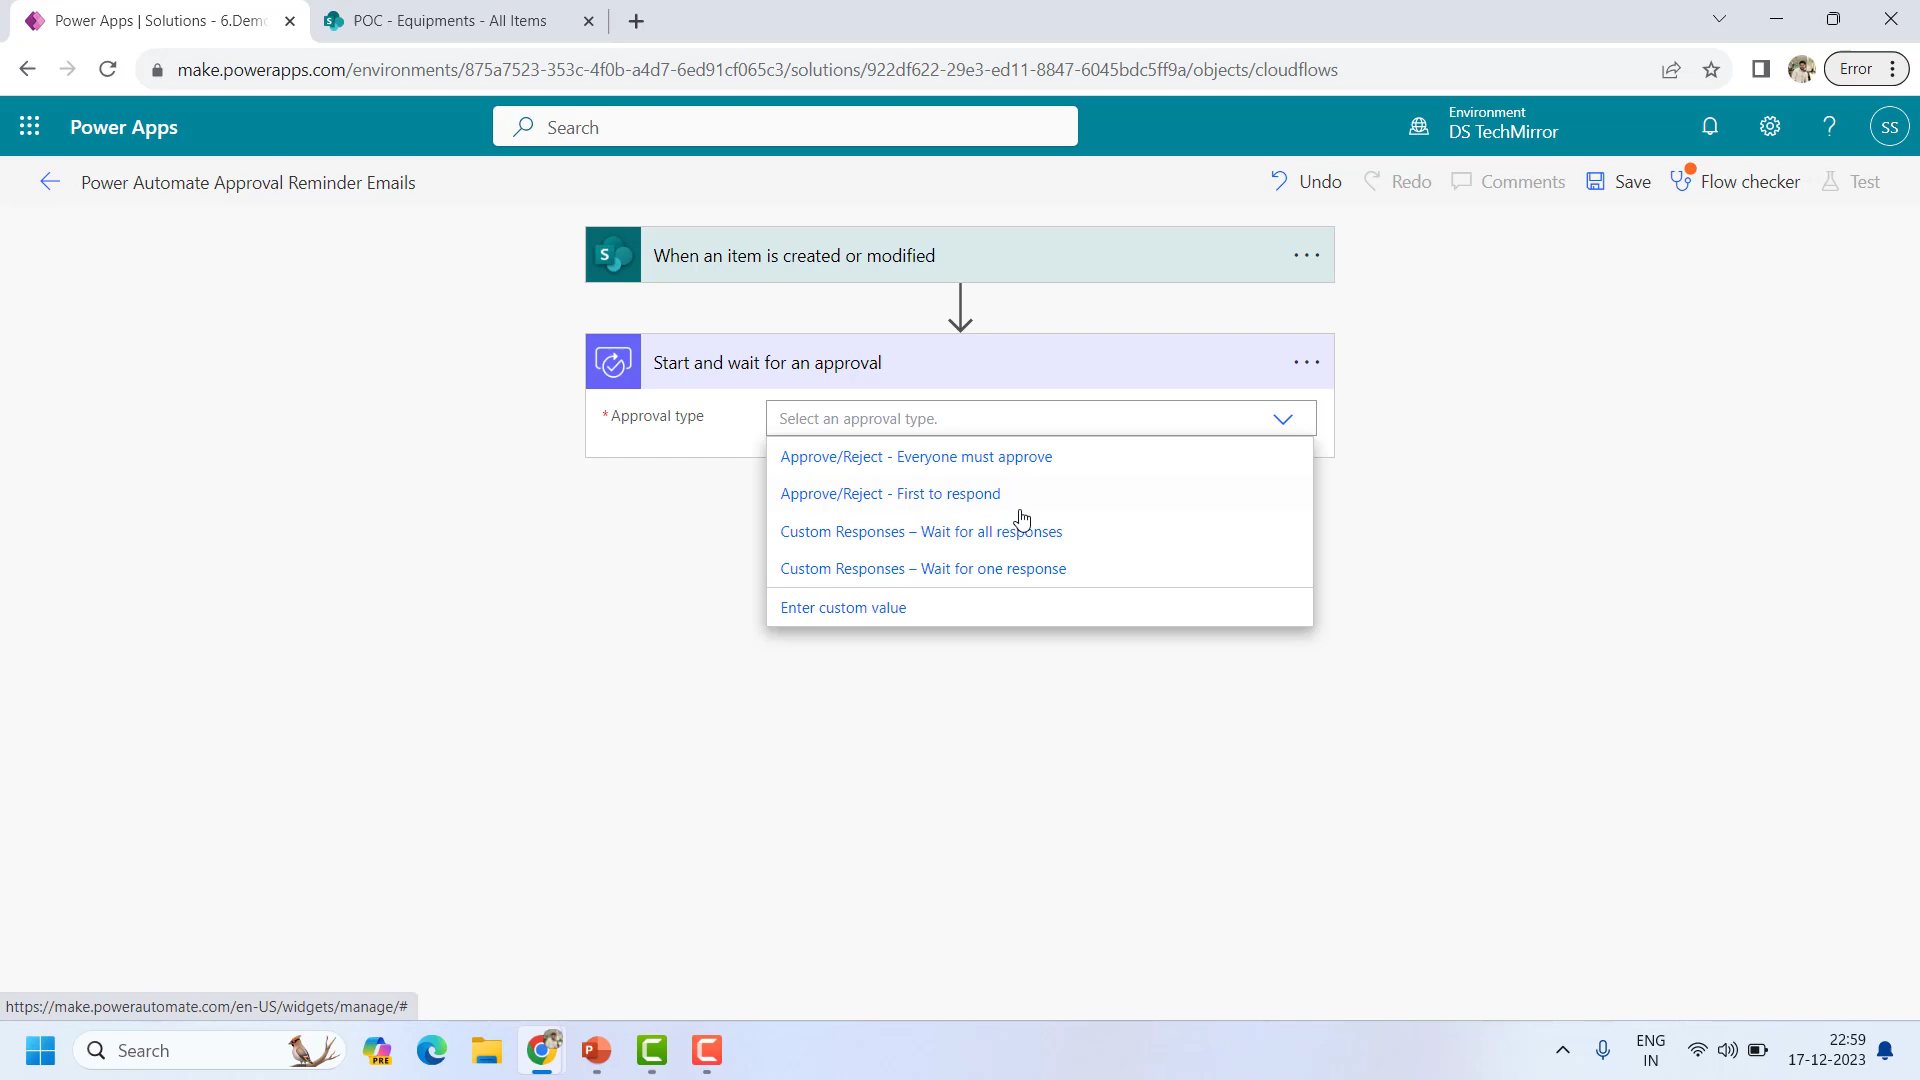 Power Apps | Solutions - 6.Dem
POC - Equipments - All Items
make.powerapps.com/environments/875a7523-353c-4f0b-a4d7-6ed91cf065c3/solutions/922df622-29e3-ed11-8847-6045bdc5ff9a/objects/cloudflows
Error
Power Apps
Search
Environment
DS TechMirror
SS
Power Automate Approval Reminder Emails
Undo
Redo
Comments
Save
Flow checker
Test
S
When an item is created or modified
Start and wait for an approval
* Approval type
Select an approval type.
Approve/Reject - Everyone must approve
Approve/Reject - First to respond
Custom Responses – Wait for all responses
Custom Responses – Wait for one response
Enter custom value
https://make.powerautomate.com/en-US/widgets/manage/#
Search
PRE
ENG
IN
22:59
17-12-2023